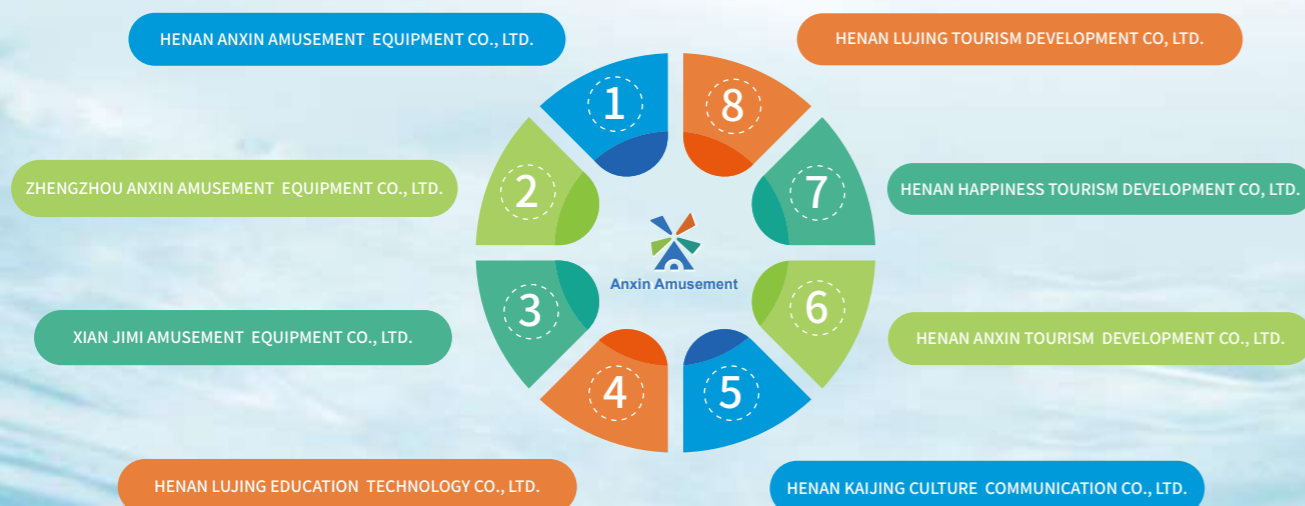 HENAN ANXIN AMUSEMENT EQUIPMENT CO., LTD.
HENAN LUJING TOURISM DEVELOPMENT CO, LTD.
1
8
ZHENGZHOU ANXIN AMUSEMENT EQUIPMENT CO., LTD.
2
7
HENAN HAPPINESS TOURISM DEVELOPMENT CO, LTD.
Anxin Amusement
XIAN JIMI AMUSEMENT EQUIPMENT CO., LTD.
3
6
HENAN ANXIN TOURISM DEVELOPMENT CO., LTD.
4
5
HENAN LUJING EDUCATION TECHNOLOGY CO., LTD.
HENAN KAIJING CULTURE COMMUNICATION CO., LTD.